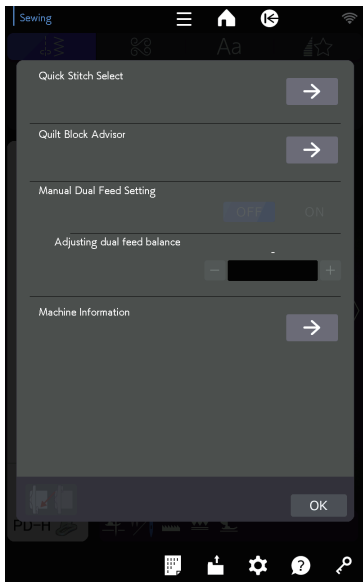 Sewing
Aa
Quick Stitch Select
Quilt Block Advisor
Manual Dual Feed Setting
OFF ON
Adjusting dual feed balance
-
− +
Machine Information
OK
PD-H
?